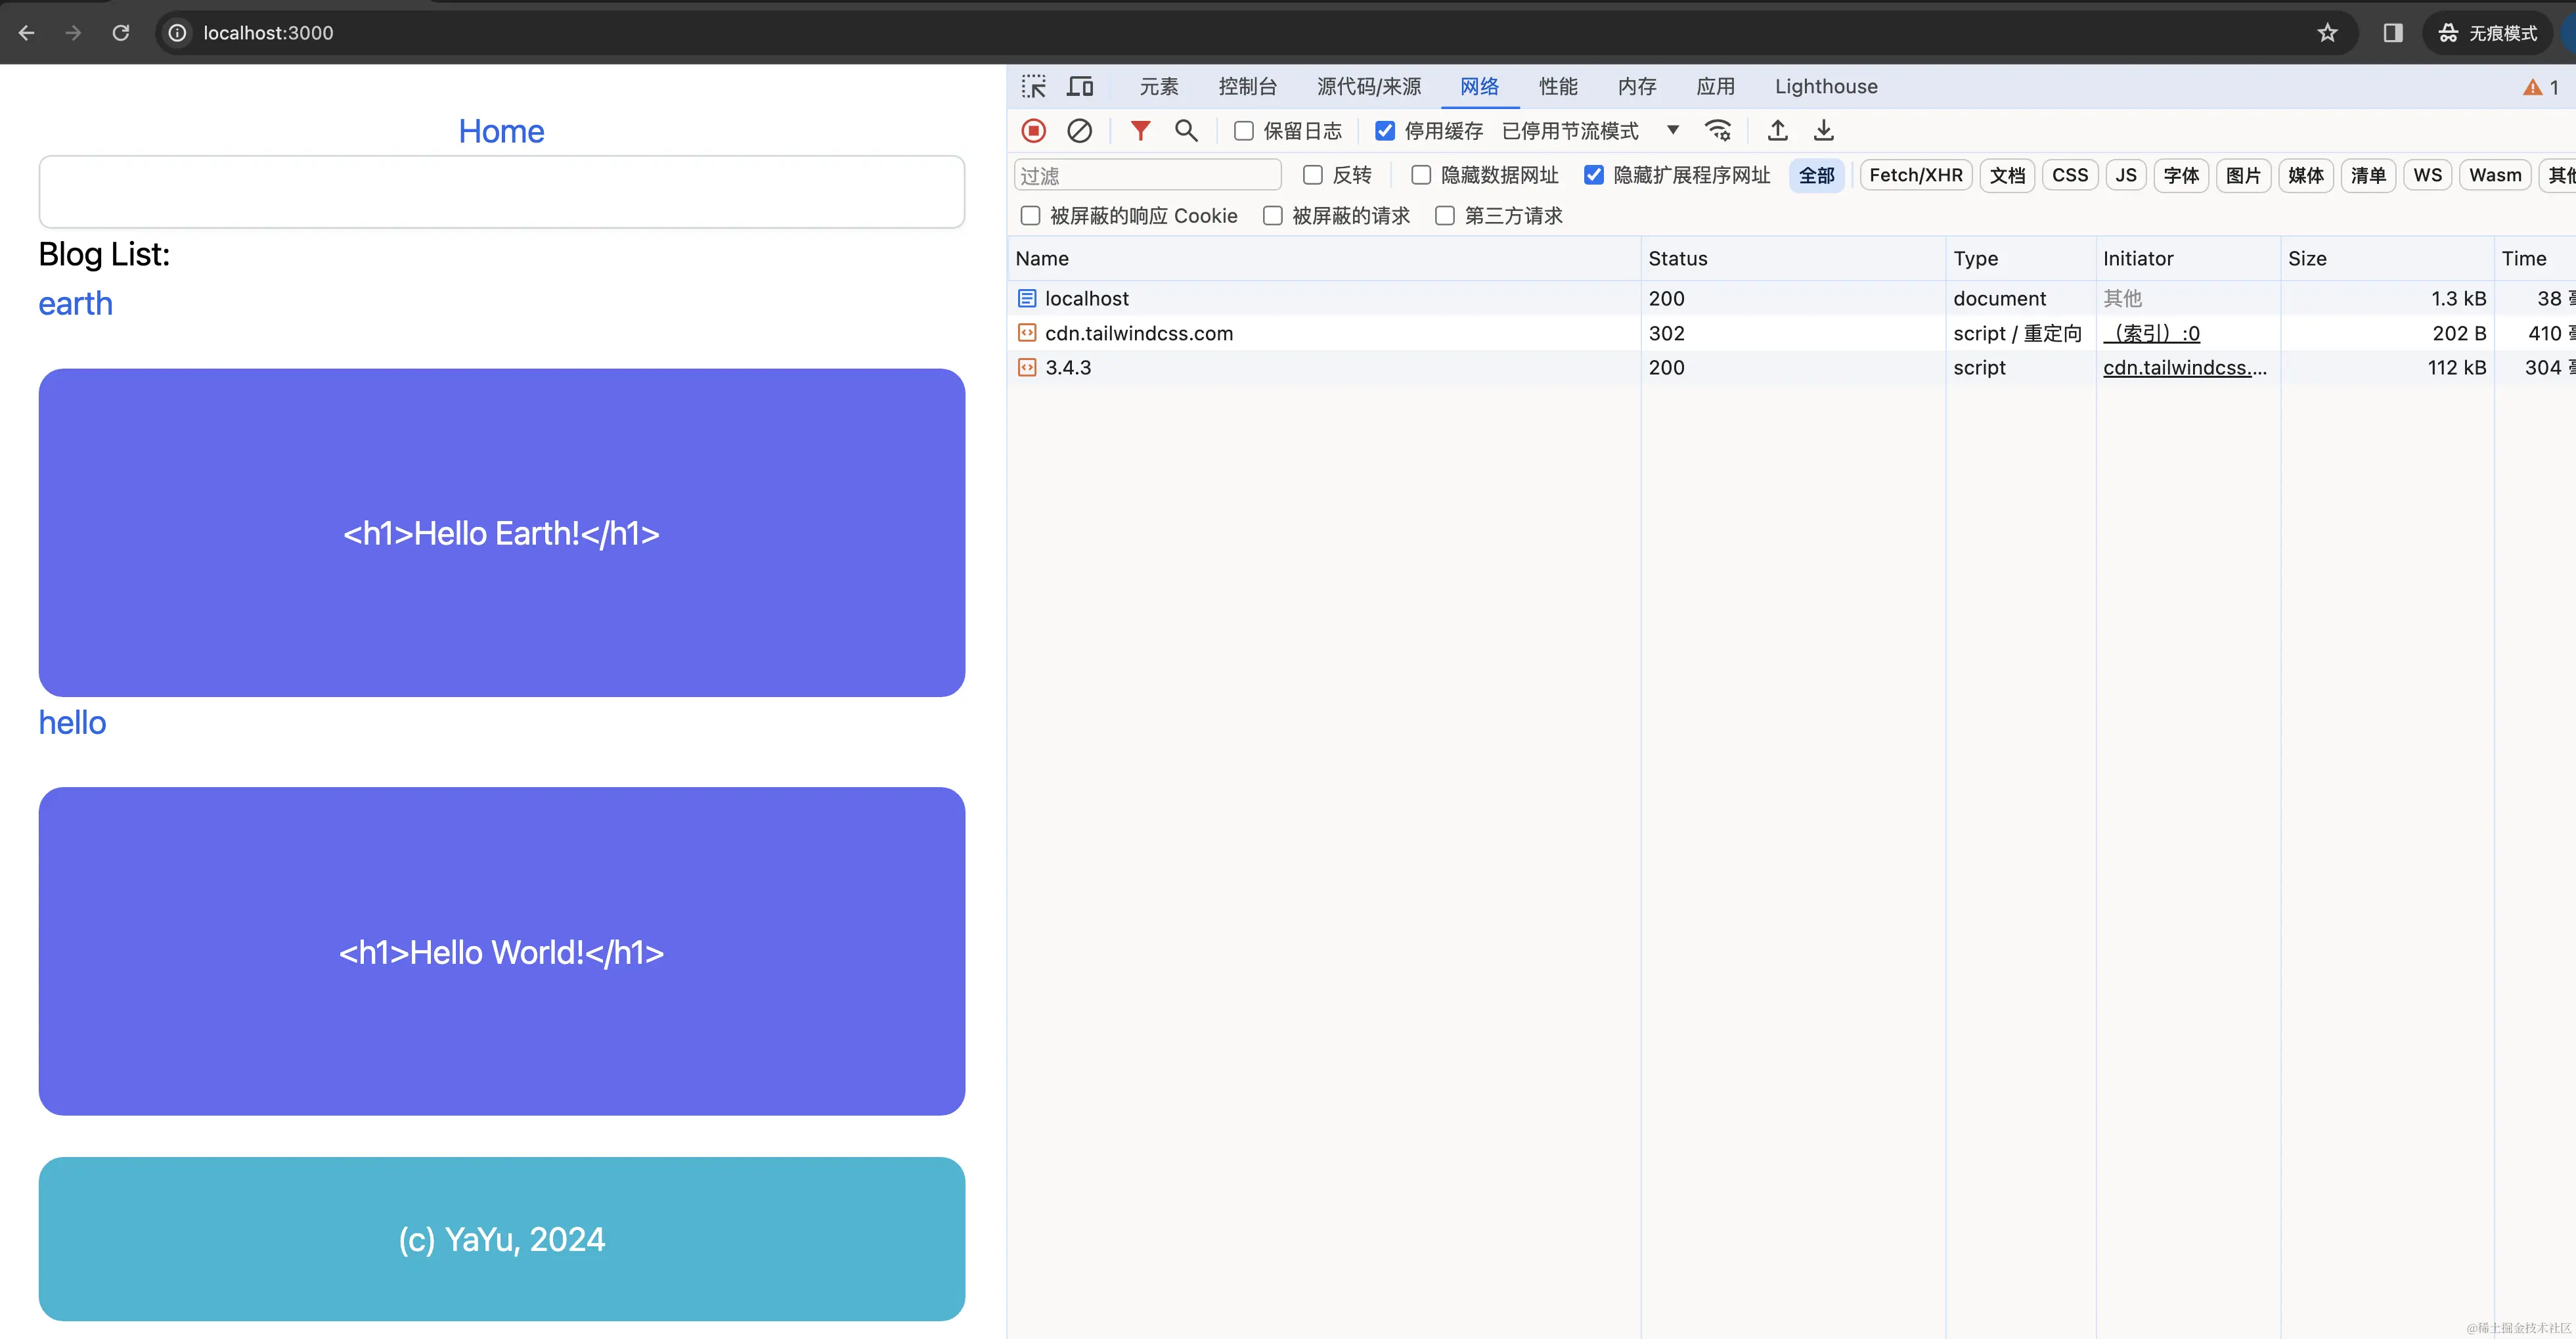 localhost:3000
无痕模式
Home
Blog List:
earth
<h1>Hello Earth!</h1>
hello
<h1>Hello World!</h1>
(c) YaYu, 2024
元素 控制台 源代码/来源 网络 性能 内存 应用 Lighthouse 1
保留日志 停用缓存 已停用节流模式
过滤 反转 隐藏数据网址 隐藏扩展程序网址 全部 Fetch/XHR 文档 CSS JS 字体 图片 媒体 清单 WS Wasm 其他
被屏蔽的响应 Cookie 被屏蔽的请求 第三方请求
Name Status Type Initiator Size Time
localhost 200 document 其他 1.3 kB 38
cdn.tailwindcss.com 302 script / 重定向 （索引）:0 202 B 410
3.4.3 200 script cdn.tailwindcss.… 112 kB 304
@稀土掘金技术社区